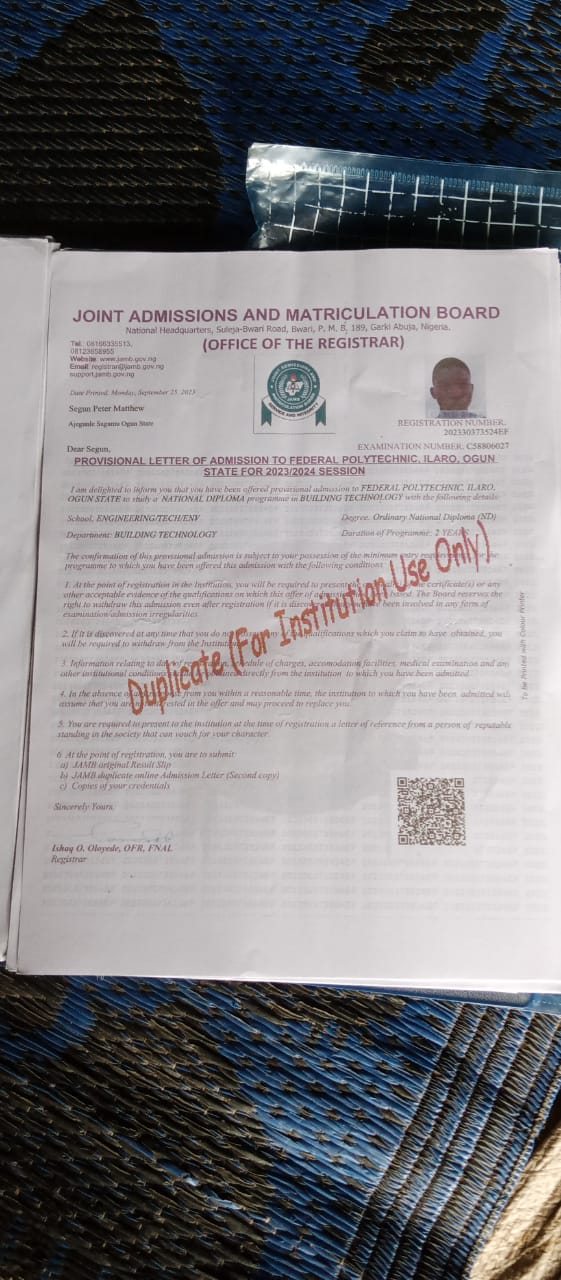 JOINT ADMISSIONS AND MATRICULATION BOARD
National Headquarters, Suleja-Bwari Road, Bwari, P. M. B, 189, Garki Abuja, Nigeria.
(OFFICE OF THE REGISTRAR)
Tel. 08166335513,
08123658955
Website: www.jamb.gov.ng
Email: registrar@jamb.gov.ng
support.jamb.gov.ng
Date Printed: Monday, September 25, 2023
Segun Peter Matthew
Ajegunle Sagamu Ogun State
REGISTRATION NUMBER,
202330373524EF
EXAMINATION NUMBER: C58806027
Dear Segun,
PROVISIONAL LETTER OF ADMISSION TO FEDERAL POLYTECHNIC, ILARO, OGUN
STATE FOR 2023/2024 SESSION
I am delighted to inform you that you have been offered provisional admission to FEDERAL POLYTECHNIC, ILARO,
OGUN STATE to study a NATIONAL DIPLOMA programme in BUILDING TECHNOLOGY with the following details:
School, ENGINEERING/TECH/ENV
Degree. Ordinary National Diploma (ND)
Department: BUILDING TECHNOLOGY
Duration of Programme: 2 YEAR
The confirmation of this provisional admission is subject to your possession of the minimum entry
programme to which you have been offered this admission with the following conditions
1. At the point of registration in the Institution, you will be required to present the certificate(s) or any
other acceptable evidence of the qualifications on which this offer of based. The Board reserves the
right to withdraw this admission even after registration if it is been involved in any form of
examination/admission irregularities.
2. If it is discovered at any time that you do not qualifications which you claim to have obtained, you
will be required to withdraw from the
3. Information relating to of charges, accomodation facilities, medical examination and any
other institutional directly from the institution to which you have been admitted
4. In the absence of from you within a reasonable time, the institution to which you have been admitted will
assume that you are in the offer and may proceed to replace you
5. You are required to present to the institution at the time of registration a letter of reference from a person of reputable
standing in the society that can vouch for your character.
6 At the point of registration, you are to submit:
a) JAMB original Result Slip
b) JAMB duplicate online Admission Letter (Second copy)
c) Copies of your credentials
Sincerely Yours,
Ishaq O. Oloyede, OFR, FNAL
Registrar
Duplicate (For Institution Use Only)
To be Printed with Colour Printer